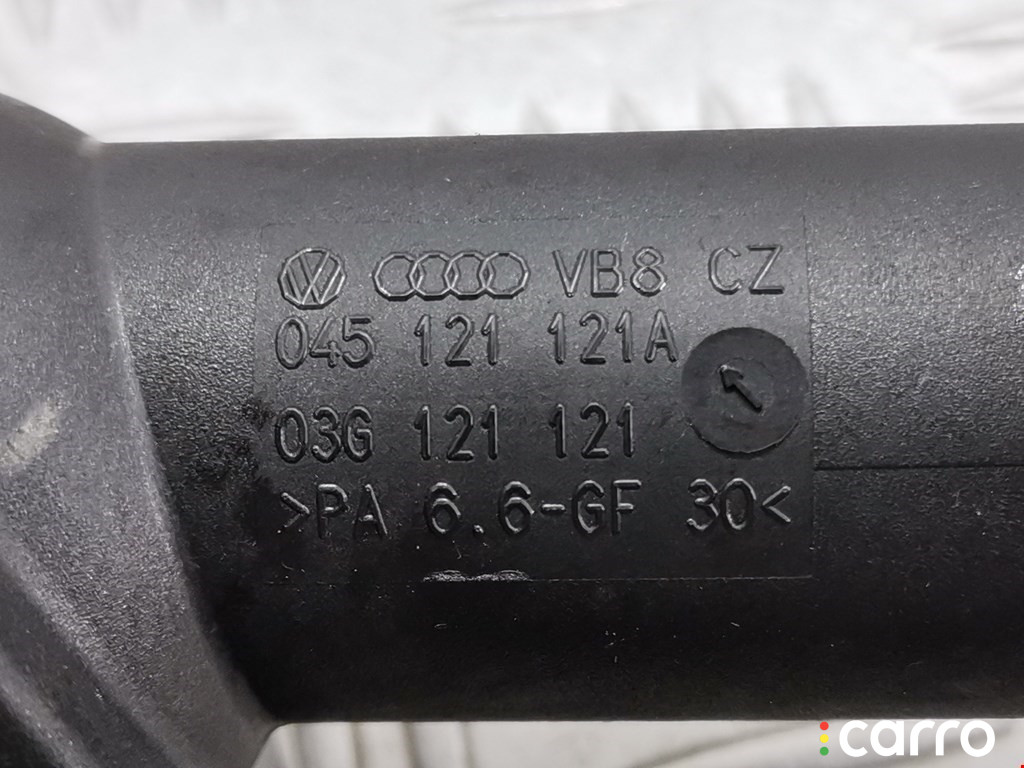 VB8 CZ
045 121 121A
03G 121 121
>PA 6.6-GF 30<
carro